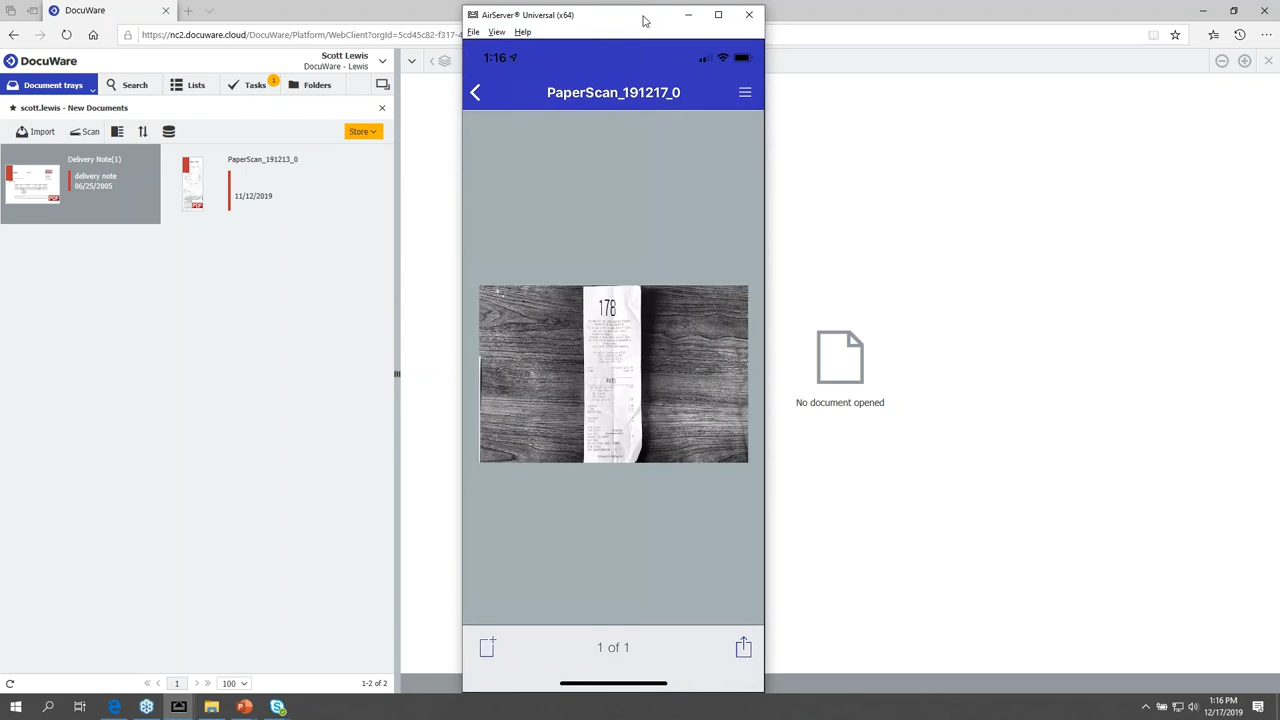 DocuWare
https://nc2.docuware.cloud/DocuWare/Platform/WebClient?orgId=5cd45c82-f317-4
DocuWare
Scott Lewis
DocuWare - Lewis
Document trays
Search
Lists
Tasks
1
Folders
scott.lewis - New Documents
Import
Scan
Store
Delivery Note(1)
delivery note
06/25/2005
PDF
PaperScan_191213_0
11/12/2019
PDF
1
100
1-2 of 2
AirServer® Universal (x64)
File View Help
1:16
PaperScan_191217_0
178
1 of 1
No document opened
1:16 PM
12/17/2019